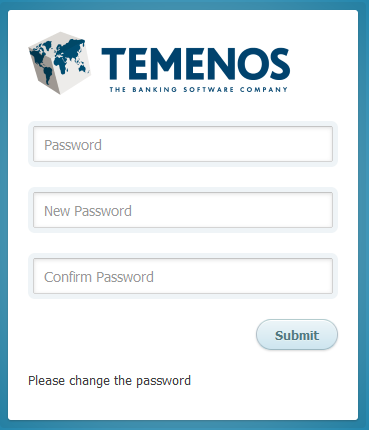 TEMENOS
THE BANKING SOFTWARE COMPANY
Password
New Password
Confirm Password
Submit
Please change the password